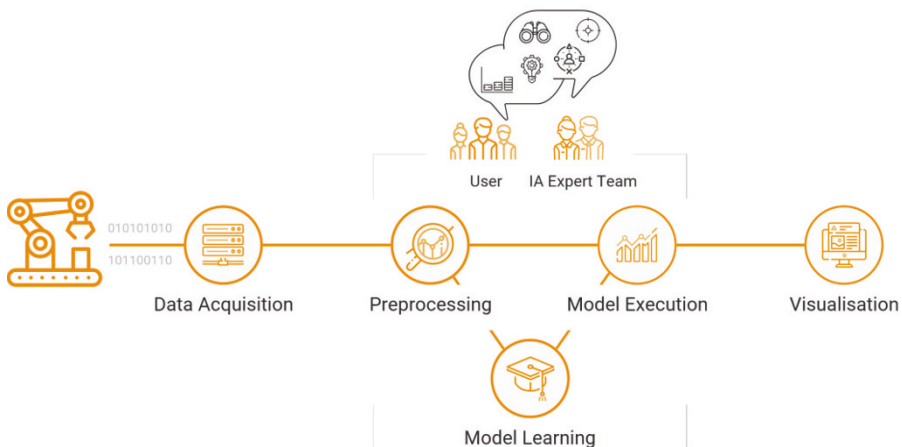 User
IA Expert Team
010101010
101100110
Data Acquisition
Preprocessing
Model Execution
Visualisation
Model Learning